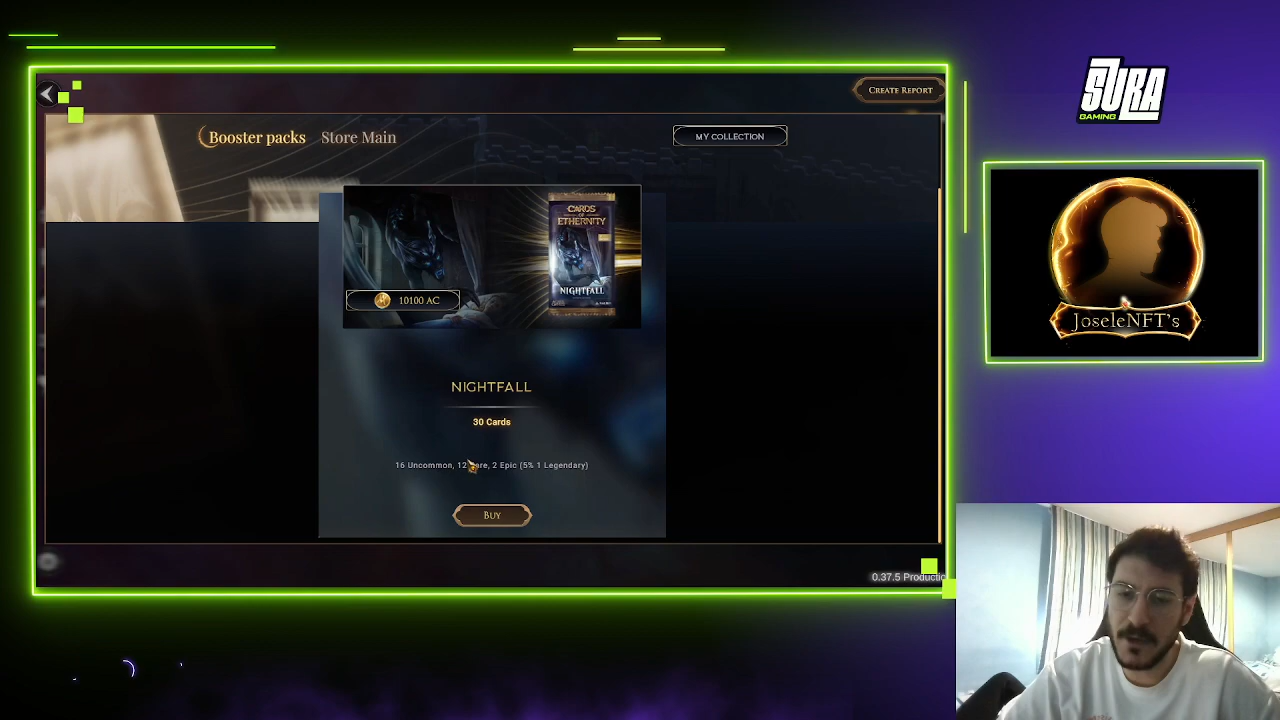 CREATE REPORT
SURA
GAMING
Booster packs
Store Main
MY COLLECTION
CARDS
OF
ETHERNITY
NIGHTFALL
10100 AC
JoseleNFT's
NIGHTFALL
30 Cards
16 Uncommon, 12 Rare, 2 Epic (5% 1 Legendary)
BUY
0.37.5 Productio